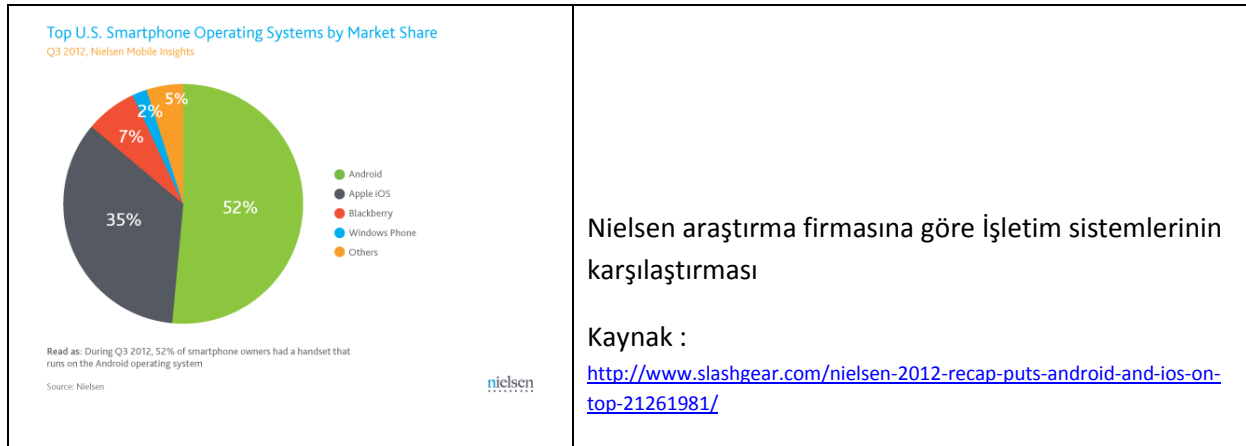 Top U.S. Smartphone Operating Systems by Market Share
Q3 2012, Nielsen Mobile Insights
5%
2%
7%
35%
52%
Android
Apple iOS
Blackberry
Windows Phone
Others
Read as: During Q3 2012, 52% of smartphone owners had a handset that
runs on the Android operating system
Source: Nielsen
nielsen
Nielsen araştırma firmasına göre İşletim sistemlerinin
karşılaştırması
Kaynak :
http://www.slashgear.com/nielsen-2012-recap-puts-android-and-ios-on-
top-21261981/